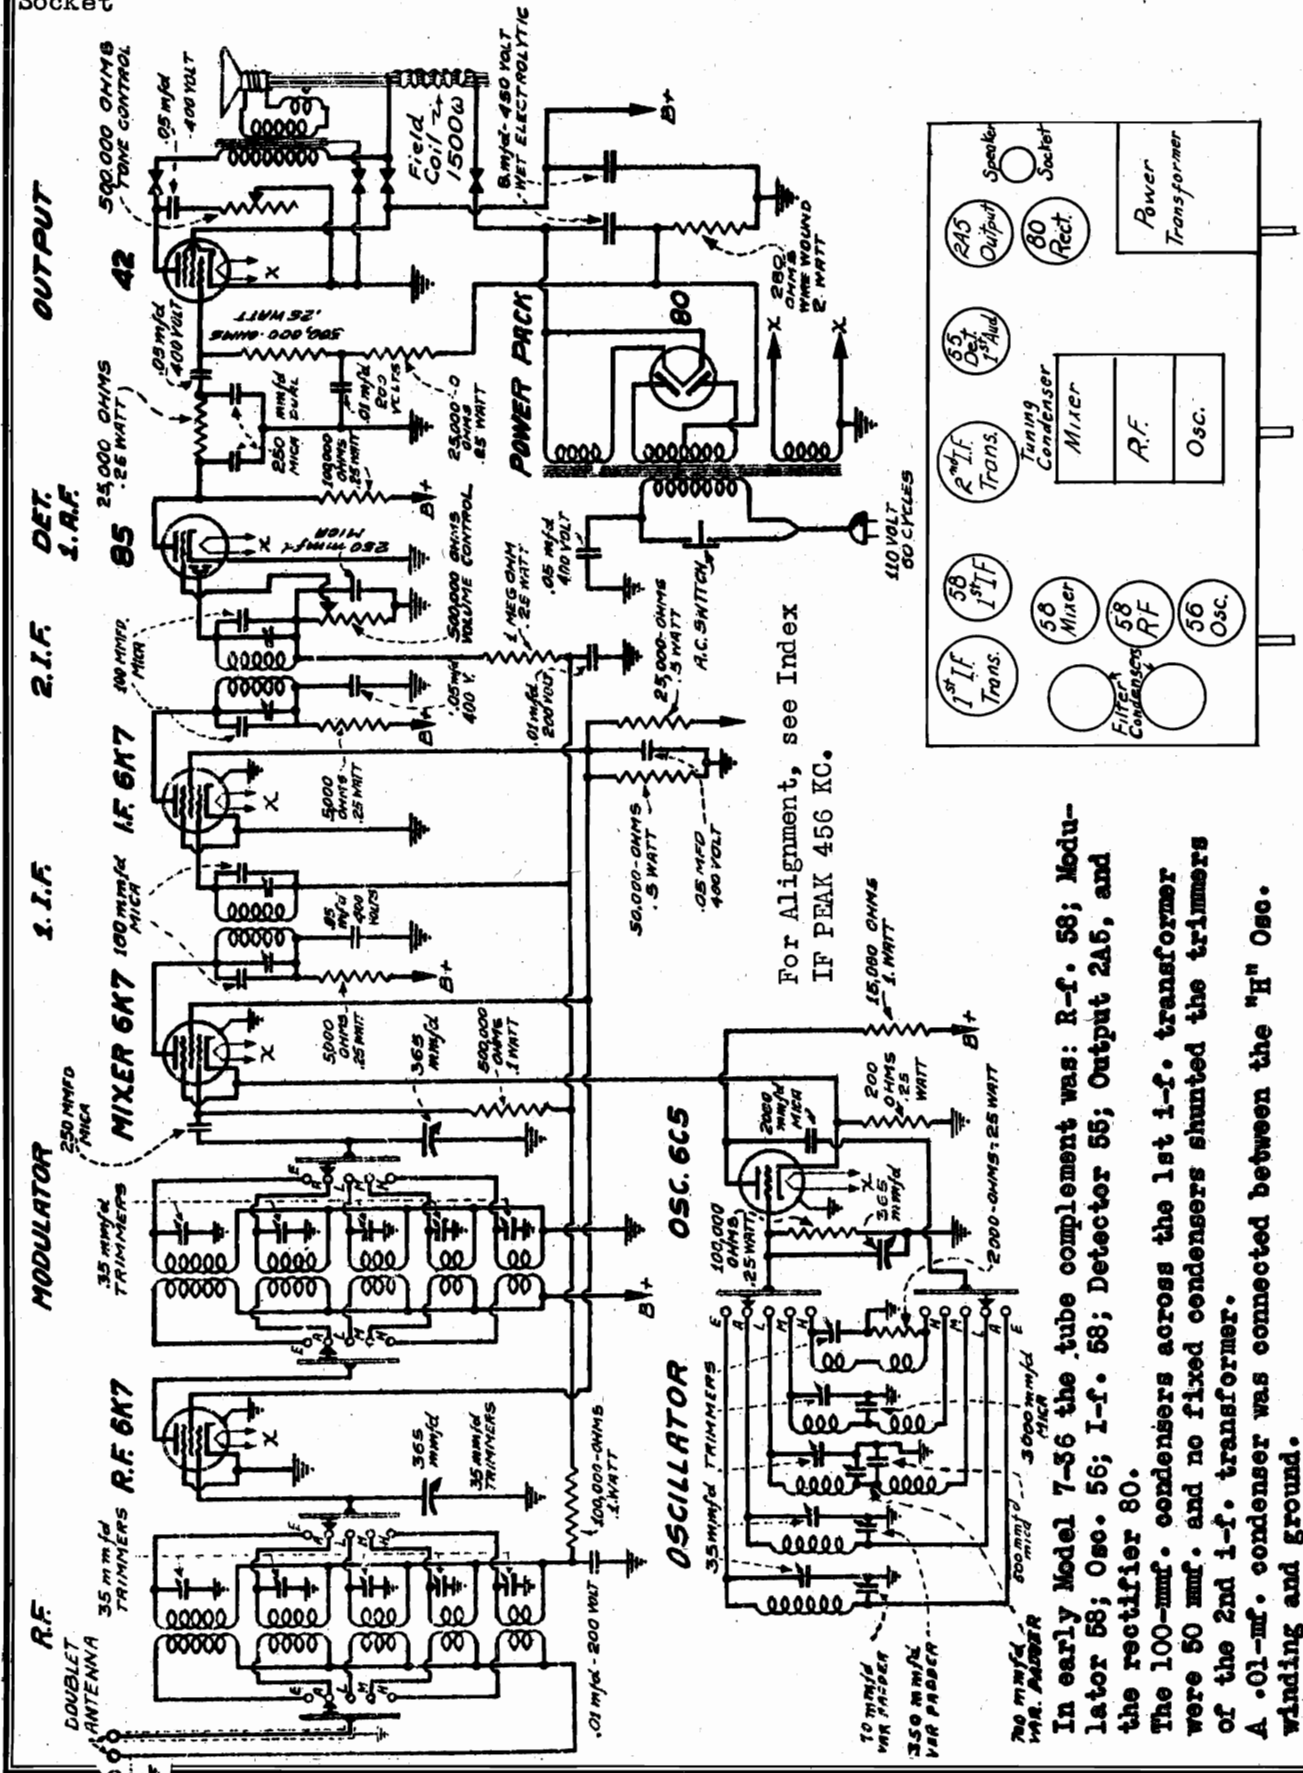 Socket
R.F.
MODULATOR
1. I.F.
2. I.F.
DET.
1. A.F.
OUTPUT
DOUBLET
ANTENNA
35 mmfd
TRIMMERS
R.F. 6K7
35 mmfd
TRIMMERS
250 MMFD
MICA
MIXER 6K7
100 mmfd
MICA
I.F. 6K7
100 MMFD.
MICA
85
25,000 OHMS
.25 WATT
.05 mfd
400 VOLT
42
500,000 OHMS
TONE CONTROL
.05 mfd
400 VOLT
E
A
L
M
H
E
A
L
M
H
365
mmfd
35 mmfd
TRIMMERS
E
A
L
M
H
E
A
L
M
H
365
mmfd
500,000
OHMS
.1 WATT
5,000
OHMS
.25 WATT
.05
mfd
400
VOLTS
B+
X
X
X
X
X
5,000
OHMS
.25 WATT
B+
.05 mfd
400 V.
250 mmfd
MICA
500,000 OHMS
VOLUME CONTROL
100,000
OHMS
.25 WATT
B+
250
MICA
mmfd
DUAL
500,000 OHMS
.25 WATT
.01 mfd
200
VOLTS
25,000
OHMS
.25 WATT
Field
Coil
1500ω
8. mfd - 450 VOLT
WET ELECTROLYTIC
B+
.01 mfd - 200 VOLT
100,000-OHMS
.1 WATT
B+
1 MEG OHM
.25 WATT
.01 mfd.
200 VOLT
50,000-OHMS
.5 WATT
.05 MFD
400 VOLT
25,000-OHMS
.5 WATT
A.C. SWITCH
.05 mfd
400 VOLT
POWER PACK
80
280
OHMS
WIRE WOUND
2. WATT
X
X
110 VOLT
60 CYCLES
OSCILLATOR
OSC. 6C5
35 mmfd TRIMMERS
100,000
OHMS
.25 WATT
2000
mmfd
MICA
X
365
mmfd
15,000 OHMS
1. WATT
200
OHMS
.25
WATT
B+
2000-OHMS-.25 WATT
E
A
L
M
H
H
M
L
A
E
70 mmfd
VAR PADDER
350 mmfd
VAR PADDER
700 mmfd
VAR. PADDER
500 mmfd
mica
3000 mmfd
MICA
For Alignment, see Index
IF PEAK 456 KC.
1st I.F.
Trans.
58
1st IF
2nd I.F.
Trans.
55
Det
1st Aud
2A5
Output
Speaker
Socket
58
Mixer
58
RF
56
Osc.
80
Rect.
Filter
Condensers
Tuning
Condenser
Mixer
R.F.
Osc.
Power
Transformer
In early Model 7-36 the tube complement was: R-f. 58; Modu-
lator 58; Osc. 56; I-f. 58; Detector 55; Output 2A5, and
the rectifier 80.
The 100-mmf. condensers across the 1st i-f. transformer
were 50 mmf. and no fixed condensers shunted the trimmers
of the 2nd i-f. transformer.
A .01-mf. condenser was connected between the "H" Osc.
winding and ground.